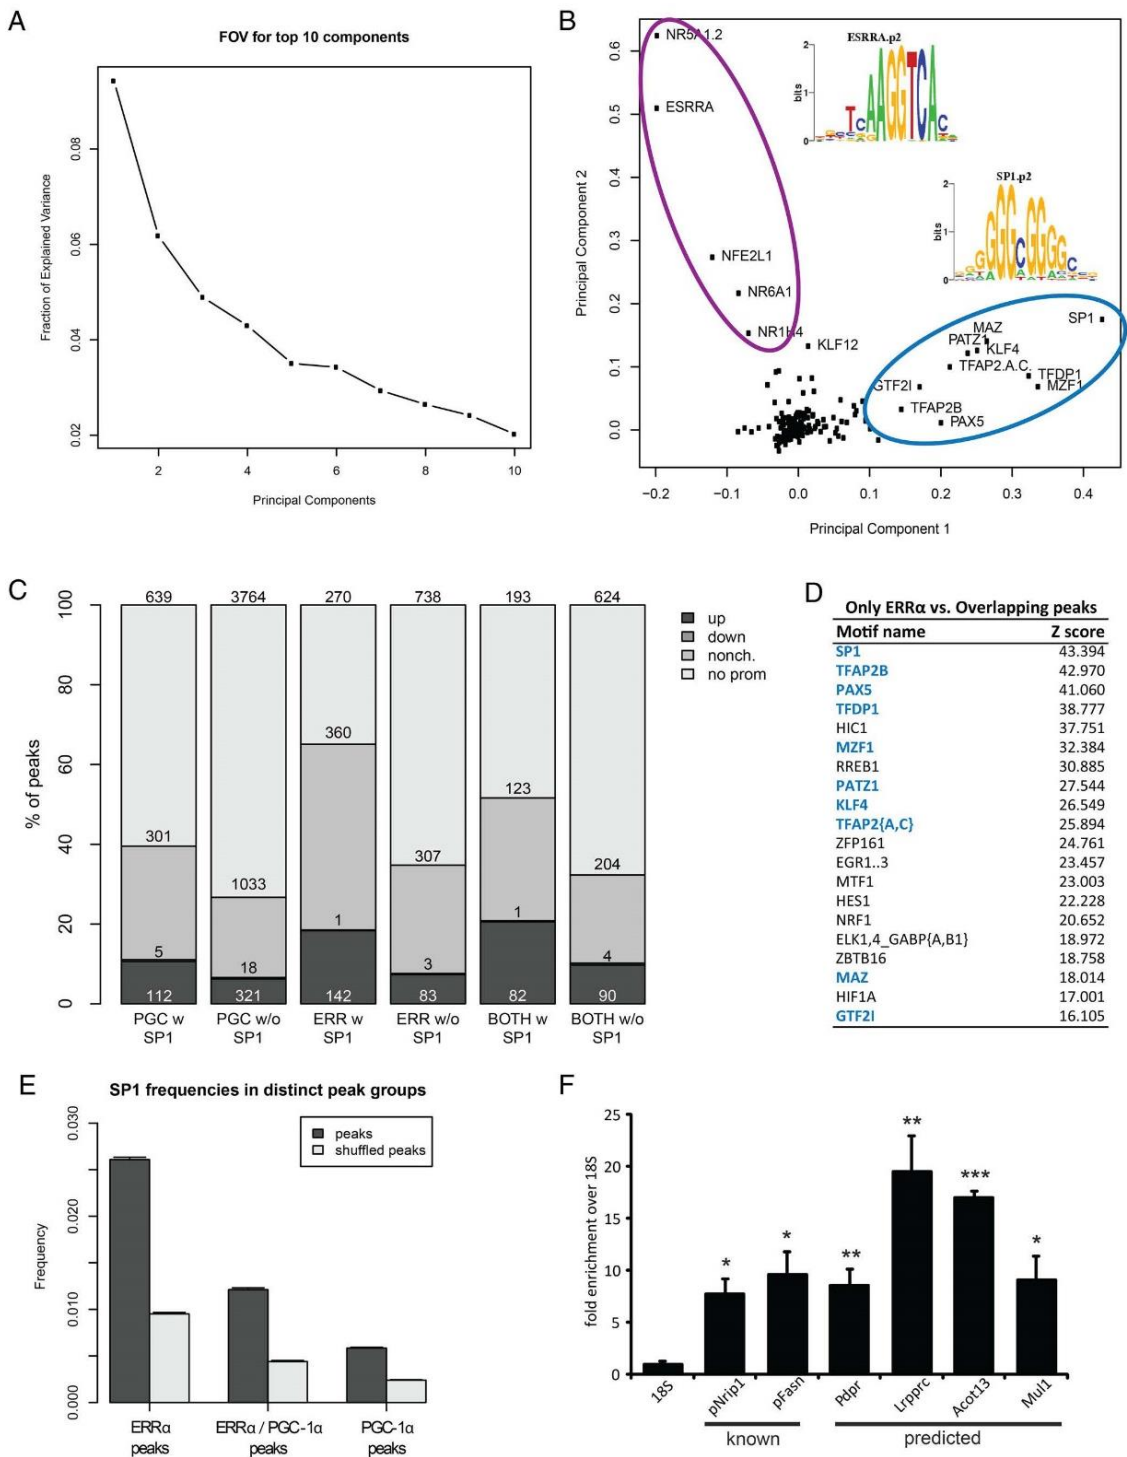 A
FOV for top 10 components
Fraction of Explained Variance
0.08
0.06
0.04
0.02
2 4 6 8 10
Principal Components
B
Principal Component 2
0.6
0.5
0.4
0.3
0.2
0.1
0.0
NR5A1.2
ESRRA
NFE2L1
NR6A1
NR1H4
KLF12
ESRRA.p2
bits
2
1
0
SP1.p2
bits
2
1
0
SP1
MAZ
PATZ1
KLF4
TFAP2.A.C.
TFDP1
GTF2I
MZF1
TFAP2B
PAX5
−0.2 −0.1 0.0 0.1 0.2 0.3 0.4
Principal Component 1
C
% of peaks
100
80
60
40
20
0
639 3764 270 738 193 624
301 1033 360 307 123 204
5 18 1 3 1 4
112 321 142 83 82 90
PGC w SP1
PGC w/o SP1
ERR w SP1
ERR w/o SP1
BOTH w SP1
BOTH w/o SP1
up
down
nonch.
no prom
D
Only ERRα vs. Overlapping peaks
Motif name Z score
SP1 43.394
TFAP2B 42.970
PAX5 41.060
TFDP1 38.777
HIC1 37.751
MZF1 32.384
RREB1 30.885
PATZ1 27.544
KLF4 26.549
TFAP2{A,C} 25.894
ZFP161 24.761
EGR1..3 23.457
MTF1 23.003
HES1 22.228
NRF1 20.652
ELK1,4_GABP{A,B1} 18.972
ZBTB16 18.758
MAZ 18.014
HIF1A 17.001
GTF2I 16.105
E
SP1 frequencies in distinct peak groups
Frequency
0.030
0.020
0.010
0.000
peaks
shuffled peaks
ERRα peaks
ERRα / PGC-1α peaks
PGC-1α peaks
F
fold enrichment over 18S
25
20
15
10
5
0
* * ** ** *** *
18S pNrip1 pFasn Pdpr Lrpprc Acot13 Mul1
known predicted